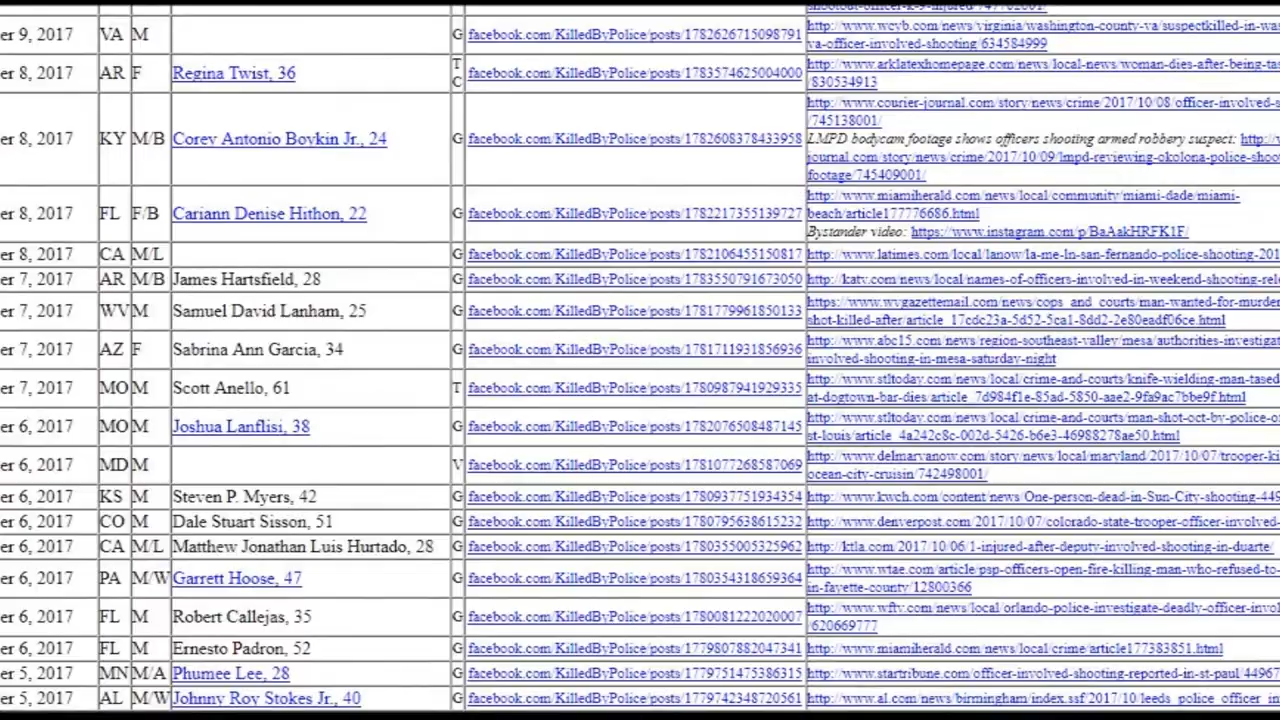 er 9, 2017 VA M G facebook.com/KilledByPolice/posts/1782626715098791 http://www.wcyb.com/news/virginia/washington-county-va/suspectkilled-in-was
va-officer-involved-shooting/634584999
er 8, 2017 AR F Regina Twist, 36 T C facebook.com/KilledByPolice/posts/1783574625004000 http://www.arklatexhomepage.com/news/local-news/woman-dies-after-being-tas
/830534913
er 8, 2017 KY M/B Corey Antonio Boykin Jr., 24 G facebook.com/KilledByPolice/posts/1782608378433958 http://www.courier-journal.com/story/news/crime/2017/10/08/officer-involved-s
/745138001/
LMPD bodycam footage shows officers shooting armed robbery suspect: http://w
journal.com/story/news/crime/2017/10/09/lmpd-reviewing-okolona-police-shoot
footage/745409001/
er 8, 2017 FL F/B Cariann Denise Hithon, 22 G facebook.com/KilledByPolice/posts/1782217355139727 http://www.miamiherald.com/news/local/community/miami-dade/miami-
beach/article177776686.html
Bystander video: https://www.instagram.com/p/BaAakHRFK1F/
er 8, 2017 CA M/L G facebook.com/KilledByPolice/posts/1782106455150817 http://www.latimes.com/local/lanow/la-me-ln-san-fernando-police-shooting-201
er 7, 2017 AR M/B James Hartsfield, 28 G facebook.com/KilledByPolice/posts/1783550791673050 http://katv.com/news/local/names-of-officers-involved-in-weekend-shooting-rele
er 7, 2017 WV M Samuel David Lanham, 25 G facebook.com/KilledByPolice/posts/1781779961850133 https://www.wvgazettemail.com/news/cops_and_courts/man-wanted-for-murder
shot-killed-after/article_17cdc23a-5d52-5ca1-8dd2-2e80eadf06ce.html
er 7, 2017 AZ F Sabrina Ann Garcia, 34 G facebook.com/KilledByPolice/posts/1781711931856936 http://www.abc15.com/news/region-southeast-valley/mesa/authorities-investigat
involved-shooting-in-mesa-saturday-night
er 7, 2017 MO M Scott Anello, 61 T facebook.com/KilledByPolice/posts/1780987941929335 http://www.stltoday.com/news/local/crime-and-courts/knife-wielding-man-tased
at-dogtown-bar-dies/article_7d984f1e-85ad-5850-aae2-9fa9ac7bbe9f.html
er 6, 2017 MO M Joshua Lanflisi, 38 G facebook.com/KilledByPolice/posts/1782076508487145 http://www.stltoday.com/news/local/crime-and-courts/man-shot-oct-by-police-o
st-louis/article_4a242c8c-002d-5426-b6e3-46988278ae50.html
er 6, 2017 MD M V facebook.com/KilledByPolice/posts/1781077268587069 http://www.delmarvanow.com/story/news/local/maryland/2017/10/07/trooper-ki
ocean-city-cruisin/742498001/
er 6, 2017 KS M Steven P. Myers, 42 G facebook.com/KilledByPolice/posts/1780937751934354 http://www.kwch.com/content/news/One-person-dead-in-Sun-City-shooting-449
er 6, 2017 CO M Dale Stuart Sisson, 51 G facebook.com/KilledByPolice/posts/1780795638615232 http://www.denverpost.com/2017/10/07/colorado-state-trooper-officer-involved-
er 6, 2017 CA M/L Matthew Jonathan Luis Hurtado, 28 G facebook.com/KilledByPolice/posts/1780355005325962 http://ktla.com/2017/10/06/1-injured-after-deputy-involved-shooting-in-duarte/
er 6, 2017 PA M/W Garrett Hoose, 47 G facebook.com/KilledByPolice/posts/1780354318659364 http://www.wtae.com/article/psp-officers-open-fire-killing-man-who-refused-to-
in-fayette-county/12800366
er 6, 2017 FL M Robert Callejas, 35 G facebook.com/KilledByPolice/posts/1780081222020007 http://www.wftv.com/news/local/orlando-police-investigate-deadly-officer-invol
/620669777
er 6, 2017 FL M Ernesto Padron, 52 G facebook.com/KilledByPolice/posts/1779807882047341 http://www.miamiherald.com/news/local/crime/article177383851.html
er 5, 2017 MN M/A Phumee Lee, 28 G facebook.com/KilledByPolice/posts/1779751475386315 http://www.startribune.com/officer-involved-shooting-reported-in-st-paul/44967
er 5, 2017 AL M/W Johnny Roy Stokes Jr., 40 G facebook.com/KilledByPolice/posts/1779742348720561 http://www.al.com/news/birmingham/index.ssf/2017/10/leeds_police_officer_in